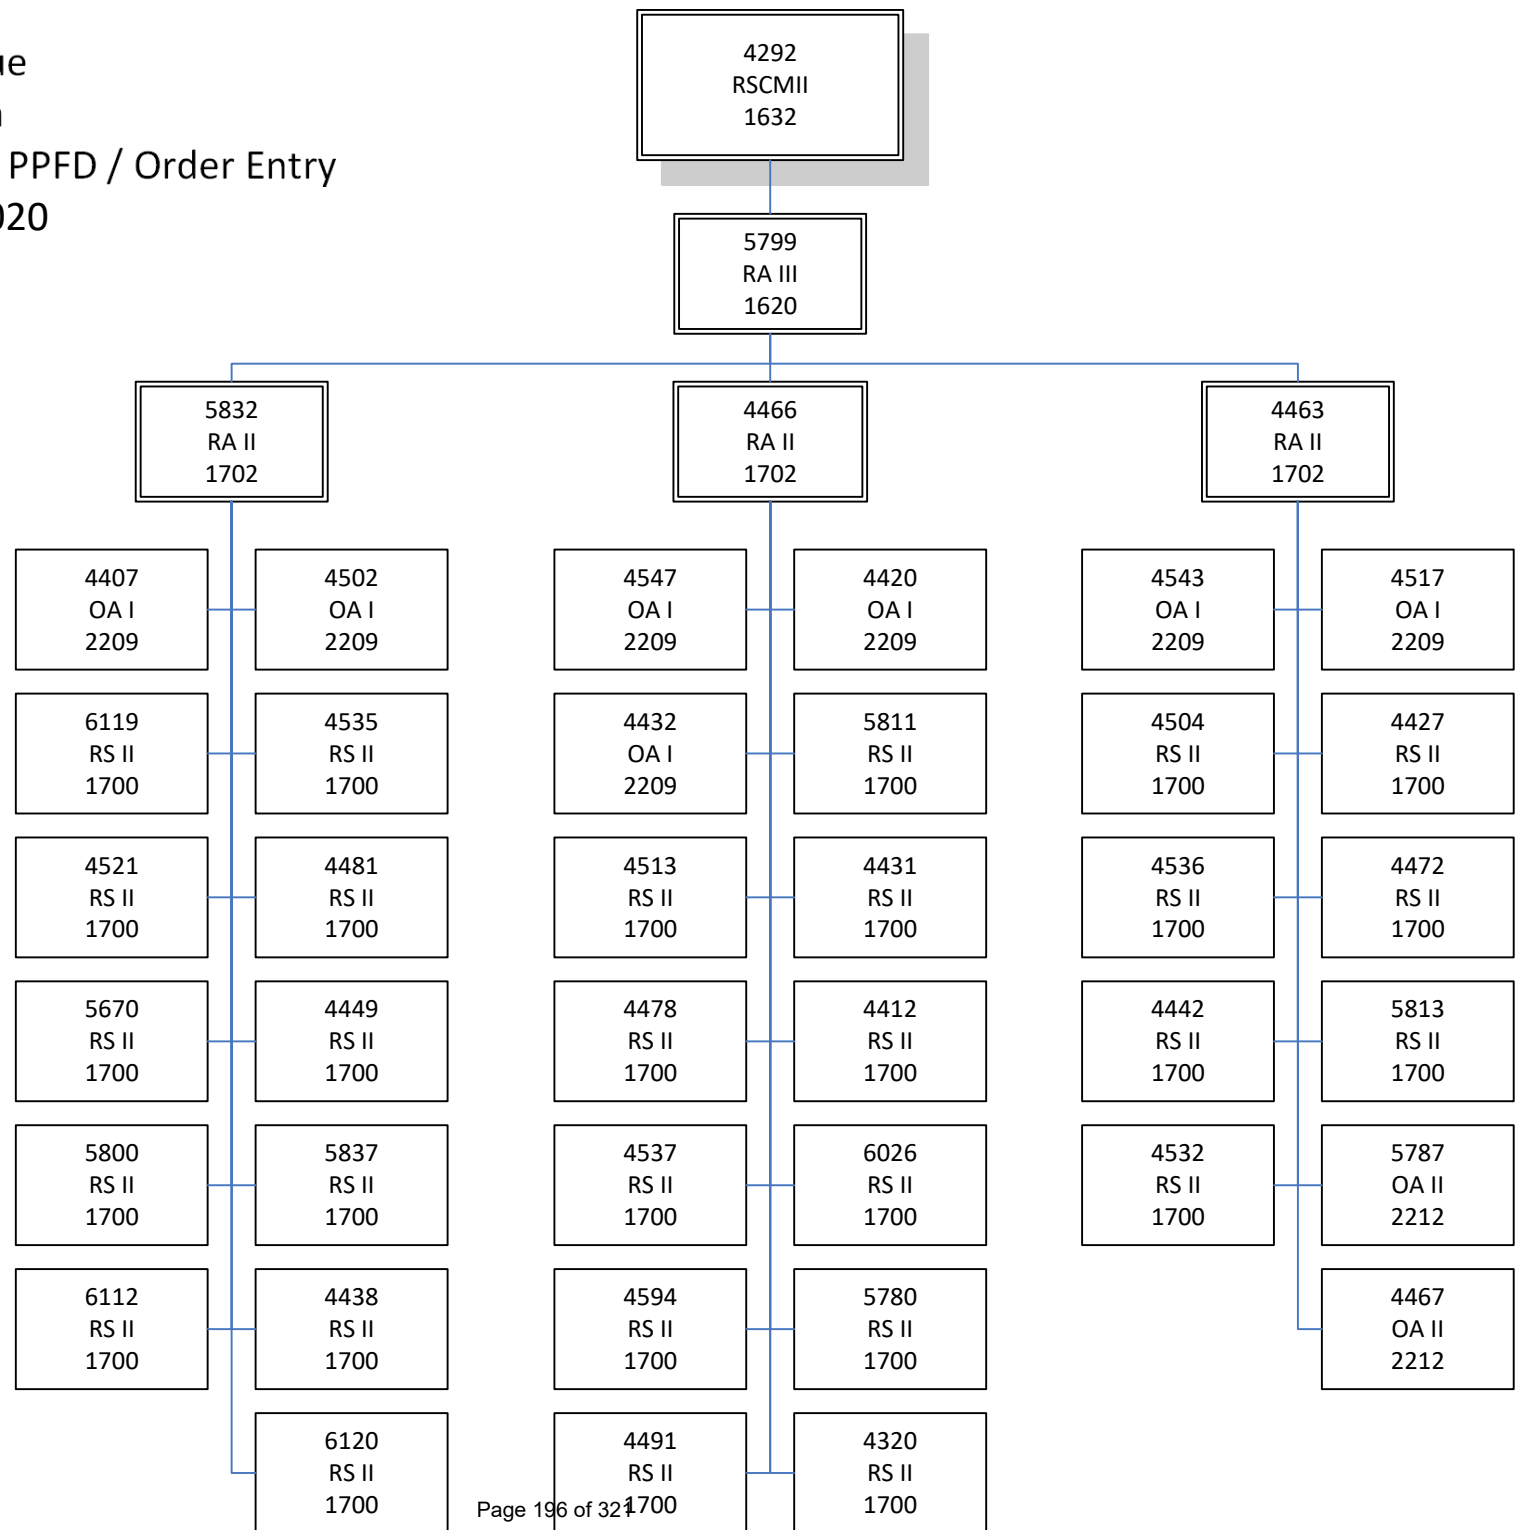 ue
PPFD / Order Entry
020
4292
RSCMII
1632
5799
RA III
1620
5832
RA II
1702
4466
RA II
1702
4463
RA II
1702
4407
OA I
2209
4502
OA I
2209
4547
OA I
2209
4420
OA I
2209
4543
OA I
2209
4517
OA I
2209
6119
RS II
1700
4535
RS II
1700
4432
OA I
2209
5811
RS II
1700
4504
RS II
1700
4427
RS II
1700
4521
RS II
1700
4481
RS II
1700
4513
RS II
1700
4431
RS II
1700
4536
RS II
1700
4472
RS II
1700
5670
RS II
1700
4449
RS II
1700
4478
RS II
1700
4412
RS II
1700
4442
RS II
1700
5813
RS II
1700
5800
RS II
1700
5837
RS II
1700
4537
RS II
1700
6026
RS II
1700
4532
RS II
1700
5787
OA II
2212
6112
RS II
1700
4438
RS II
1700
4594
RS II
1700
5780
RS II
1700
4467
OA II
2212
6120
RS II
1700
4491
RS II
1700
4320
RS II
1700
Page 196 of 321